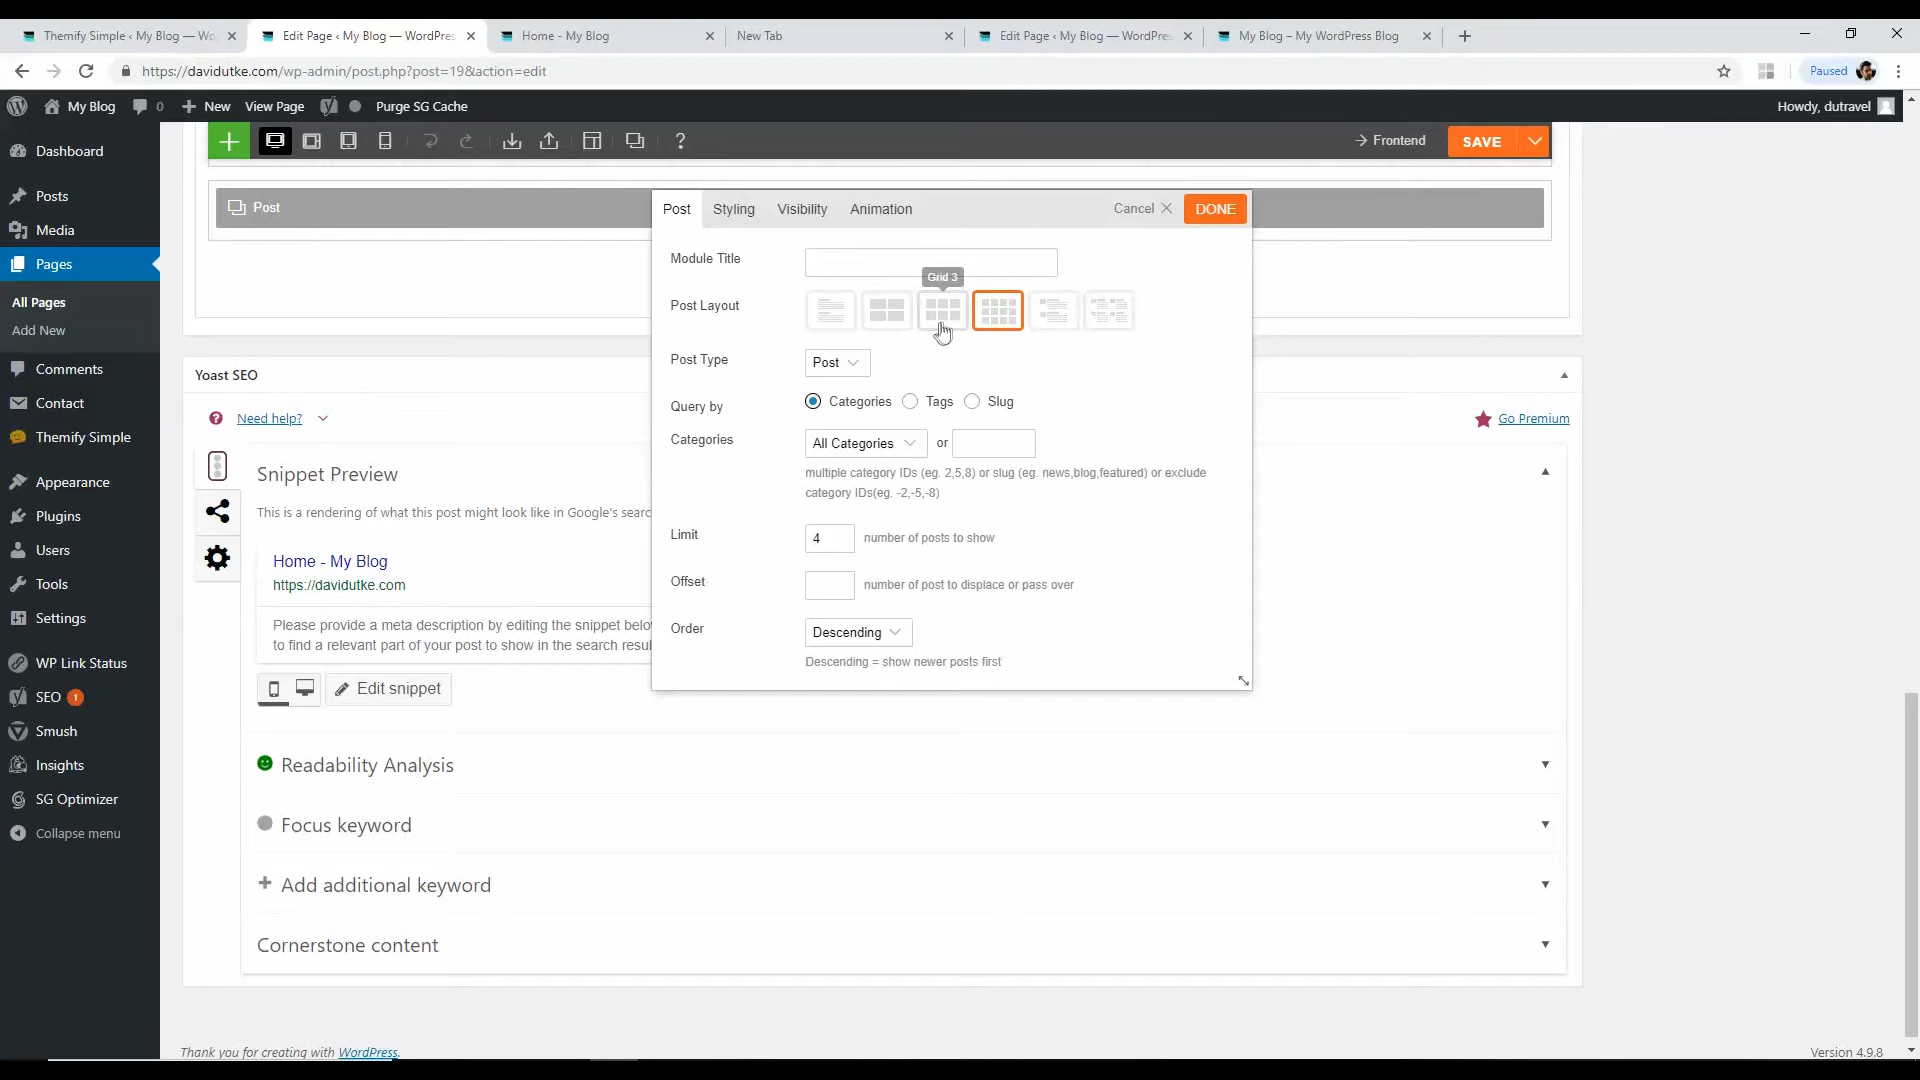 Themify Simple ‹ My Blog — Wo
Edit Page ‹ My Blog — WordPres
Home - My Blog
New Tab
Edit Page ‹ My Blog — WordPres
My Blog – My WordPress Blog
https://davidutke.com/wp-admin/post.php?post=19&action=edit
Paused
My Blog
0
New
View Page
Purge SG Cache
Howdy, dutravel
Dashboard
Posts
Media
Pages
All Pages
Add New
Comments
Contact
Themify Simple
Appearance
Plugins
Users
Tools
Settings
WP Link Status
SEO 1
Smush
Insights
SG Optimizer
Collapse menu
?
Frontend
SAVE
Post
Post
Styling
Visibility
Animation
Cancel
DONE
Module Title
Grid 3
Post Layout
Post Type
Post
Query by
Categories
Tags
Slug
Categories
All Categories
or
multiple category IDs (eg. 2,5,8) or slug (eg. news,blog,featured) or exclude
category IDs(eg. -2,-5,-8)
Limit
4
number of posts to show
Offset
number of post to displace or pass over
Order
Descending
Descending = show newer posts first
Yoast SEO
Need help?
Go Premium
Snippet Preview
This is a rendering of what this post might look like in Google's searc
Home - My Blog
https://davidutke.com
Please provide a meta description by editing the snippet belo
to find a relevant part of your post to show in the search resul
Edit snippet
Readability Analysis
Focus keyword
Add additional keyword
Cornerstone content
Thank you for creating with WordPress.
Version 4.9.8